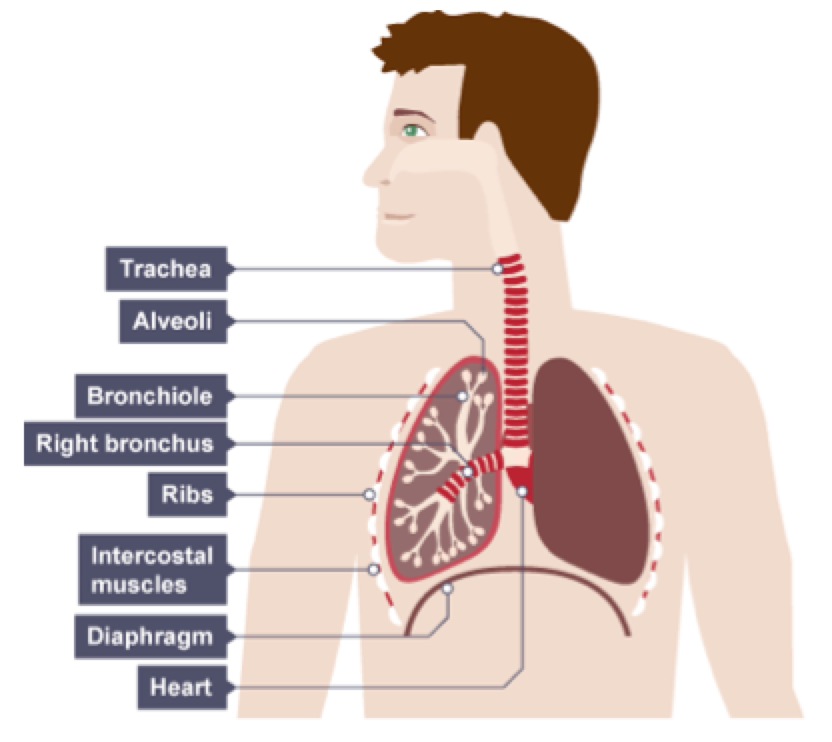 Trachea
Alveoli
Bronchiole
Right bronchus
Ribs
Intercostal
muscles
Diaphragm
Heart